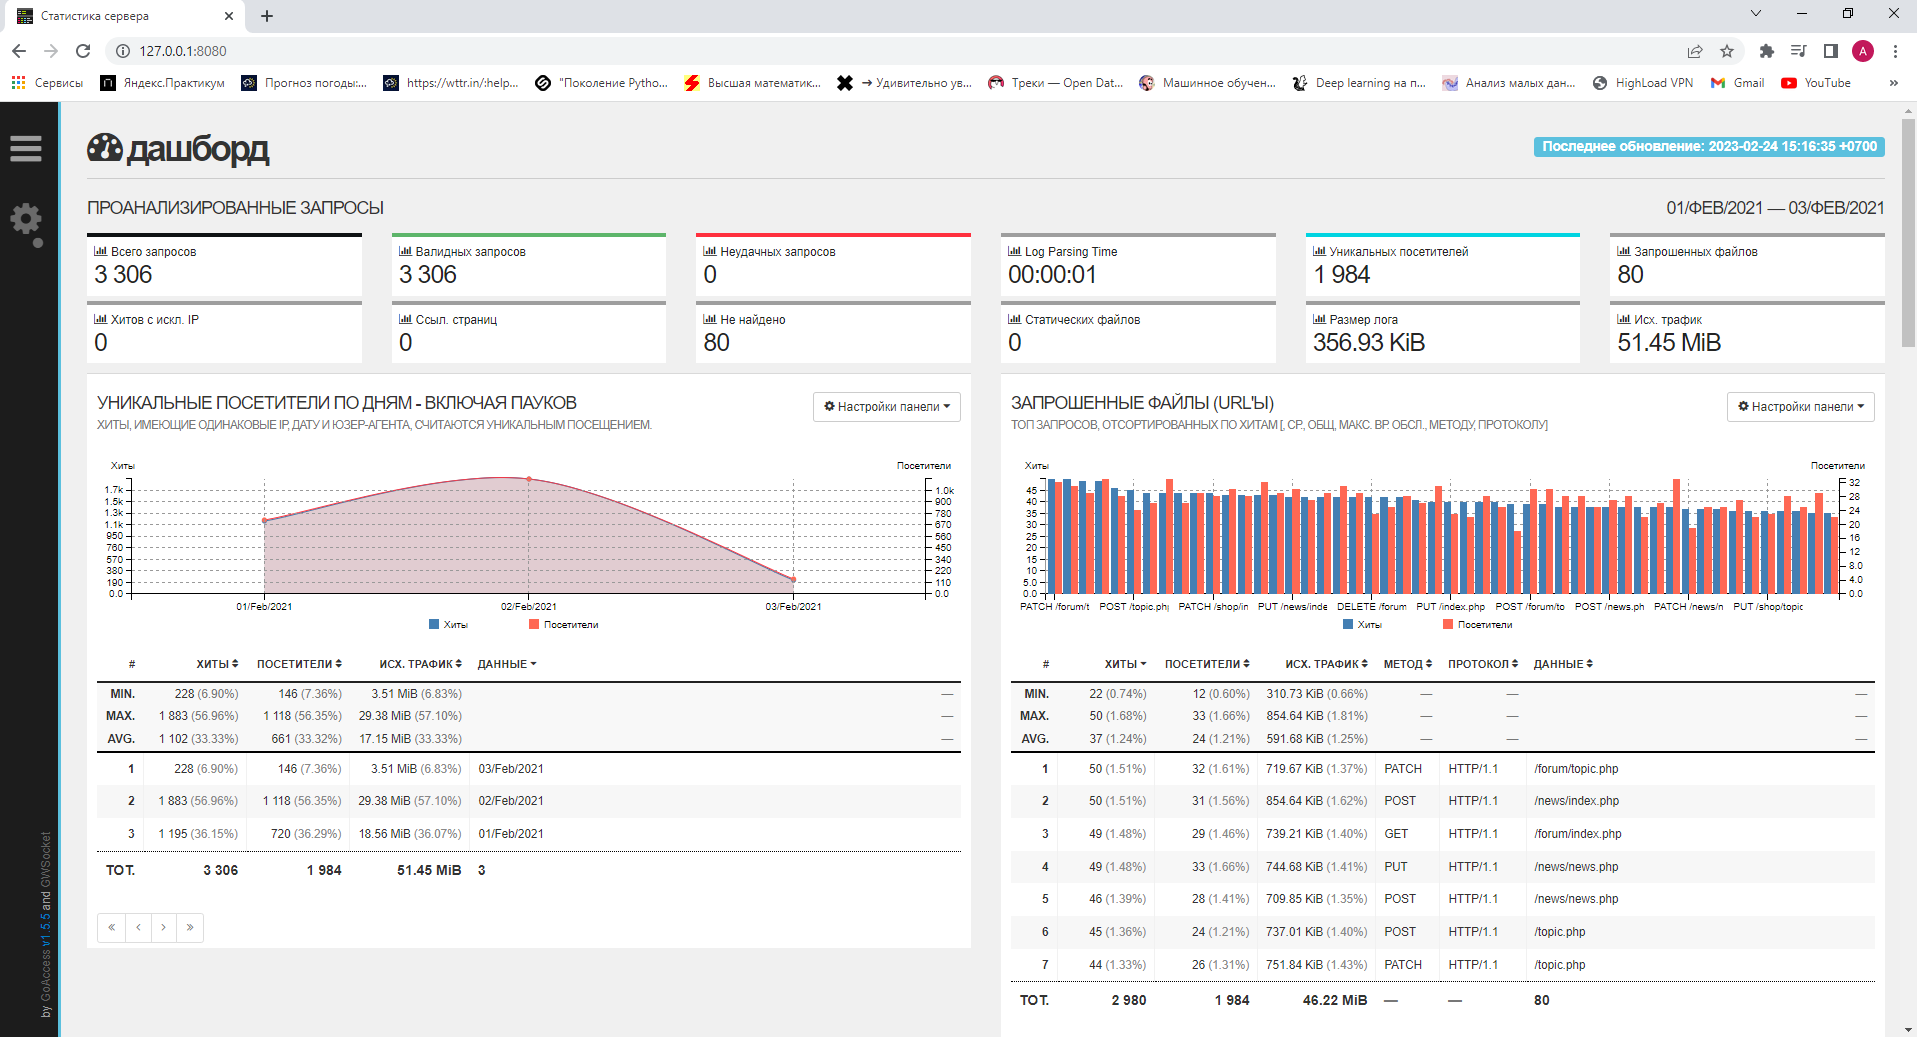 Статистика сервера
127.0.0.1:8080
Сервисы
Яндекс.Практикум
Прогноз погоды:...
https://wttr.in/:help...
"Поколение Pytho...
Высшая математик...
→ Удивительно ув...
Треки — Open Dat...
Машинное обучен...
Deep learning на п...
Анализ малых дан...
HighLoad VPN
Gmail
YouTube
»
A
дашборд
Последнее обновление: 2023-02-24 15:16:35 +0700
ПРОАНАЛИЗИРОВАННЫЕ ЗАПРОСЫ
01/ФЕВ/2021 — 03/ФЕВ/2021
Всего запросов
3 306
Валидных запросов
3 306
Неудачных запросов
0
Log Parsing Time
00:00:01
Уникальных посетителей
1 984
Запрошенных файлов
80
Хитов с искл. IP
0
Ссыл. страниц
0
Не найдено
80
Статических файлов
0
Размер лога
356.93 KiB
Исх. трафик
51.45 MiB
УНИКАЛЬНЫЕ ПОСЕТИТЕЛИ ПО ДНЯМ - ВКЛЮЧАЯ ПАУКОВ
Настройки панели
ХИТЫ, ИМЕЮЩИЕ ОДИНАКОВЫЕ IP, ДАТУ И ЮЗЕР-АГЕНТА, СЧИТАЮТСЯ УНИКАЛЬНЫМ ПОСЕЩЕНИЕМ.
Хиты Посетители
1.7k 1.0k
1.5k 900
1.3k 780
1.1k 670
950 560
760 450
570 340
380 220
190 110
0.0 0.0
01/Feb/2021 02/Feb/2021 03/Feb/2021
Хиты Посетители
# ХИТЫ ПОСЕТИТЕЛИ ИСХ. ТРАФИК ДАННЫЕ
MIN. 228 (6.90%) 146 (7.36%) 3.51 MiB (6.83%) —
MAX. 1 883 (56.96%) 1 118 (56.35%) 29.38 MiB (57.10%) —
AVG. 1 102 (33.33%) 661 (33.32%) 17.15 MiB (33.33%) —
1 228 (6.90%) 146 (7.36%) 3.51 MiB (6.83%) 03/Feb/2021
2 1 883 (56.96%) 1 118 (56.35%) 29.38 MiB (57.10%) 02/Feb/2021
3 1 195 (36.15%) 720 (36.29%) 18.56 MiB (36.07%) 01/Feb/2021
TOT. 3 306 1 984 51.45 MiB 3
« ‹ › »
ЗАПРОШЕННЫЕ ФАЙЛЫ (URL'Ы)
Настройки панели
ТОП ЗАПРОСОВ, ОТСОРТИРОВАННЫХ ПО ХИТАМ [, СР., ОБЩ, МАКС. ВР. ОБСЛ., МЕТОДУ, ПРОТОКОЛУ]
Хиты Посетители
45 32
40 28
35 24
30 20
25 16
20 12
15 8.0
10 4.0
5.0 0.0
0.0
PATCH /forum/t POST /topic.ph PATCH /shop/in PUT /news/inde DELETE /forum PUT /index.php POST /forum/to POST /news.ph PATCH /news/n PUT /shop/topic
Хиты Посетители
# ХИТЫ ПОСЕТИТЕЛИ ИСХ. ТРАФИК МЕТОД ПРОТОКОЛ ДАННЫЕ
MIN. 22 (0.74%) 12 (0.60%) 310.73 KiB (0.66%) — — —
MAX. 50 (1.68%) 33 (1.66%) 854.64 KiB (1.81%) — — —
AVG. 37 (1.24%) 24 (1.21%) 591.68 KiB (1.25%) — — —
1 50 (1.51%) 32 (1.61%) 719.67 KiB (1.37%) PATCH HTTP/1.1 /forum/topic.php
2 50 (1.51%) 31 (1.56%) 854.64 KiB (1.62%) POST HTTP/1.1 /news/index.php
3 49 (1.48%) 29 (1.46%) 739.21 KiB (1.40%) GET HTTP/1.1 /forum/index.php
4 49 (1.48%) 33 (1.66%) 744.68 KiB (1.41%) PUT HTTP/1.1 /news/news.php
5 46 (1.39%) 28 (1.41%) 709.85 KiB (1.35%) POST HTTP/1.1 /news/news.php
6 45 (1.36%) 24 (1.21%) 737.01 KiB (1.40%) POST HTTP/1.1 /topic.php
7 44 (1.33%) 26 (1.31%) 751.84 KiB (1.43%) PATCH HTTP/1.1 /topic.php
TOT. 2 980 1 984 46.22 MiB — — 80
by GoAccess v1.5.5 and GWSocket